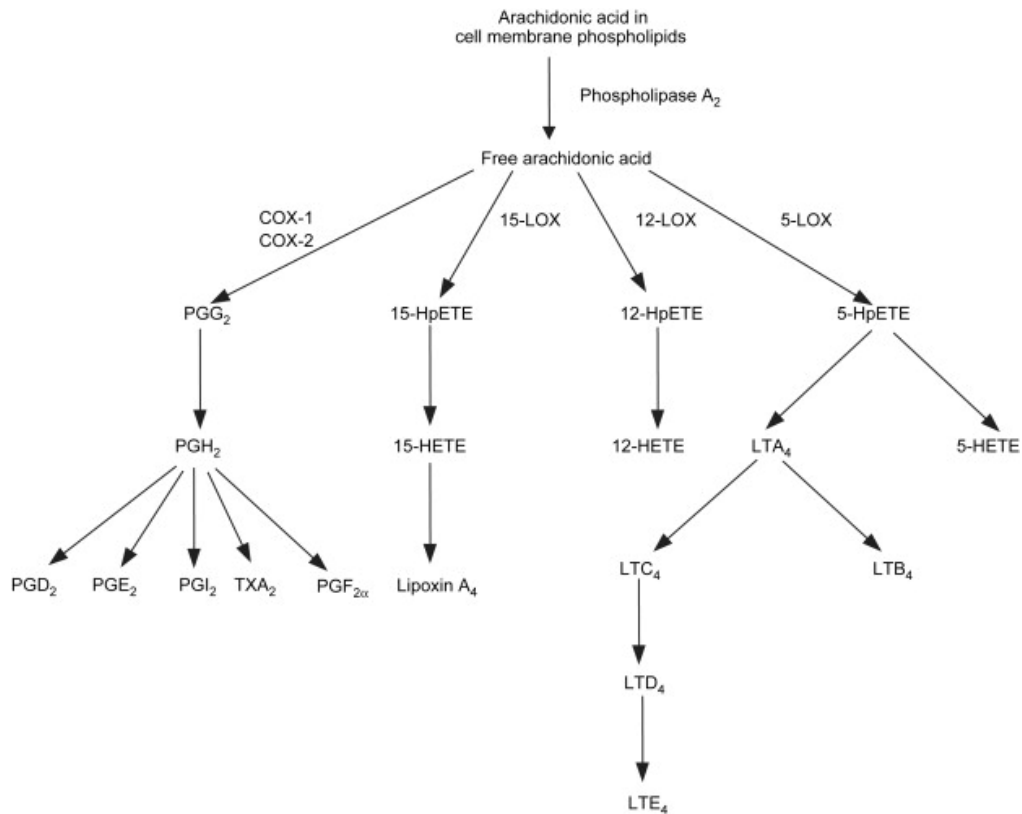 Arachidonic acid in
cell membrane phospholipids
Phospholipase A₂
Free arachidonic acid
COX-1
COX-2
15-LOX
12-LOX
5-LOX
PGG₂
15-HpETE
12-HpETE
5-HpETE
PGH₂
15-HETE
12-HETE
LTA₄
5-HETE
PGD₂
PGE₂
PGI₂
TXA₂
PGF₂α
Lipoxin A₄
LTC₄
LTB₄
LTD₄
LTE₄